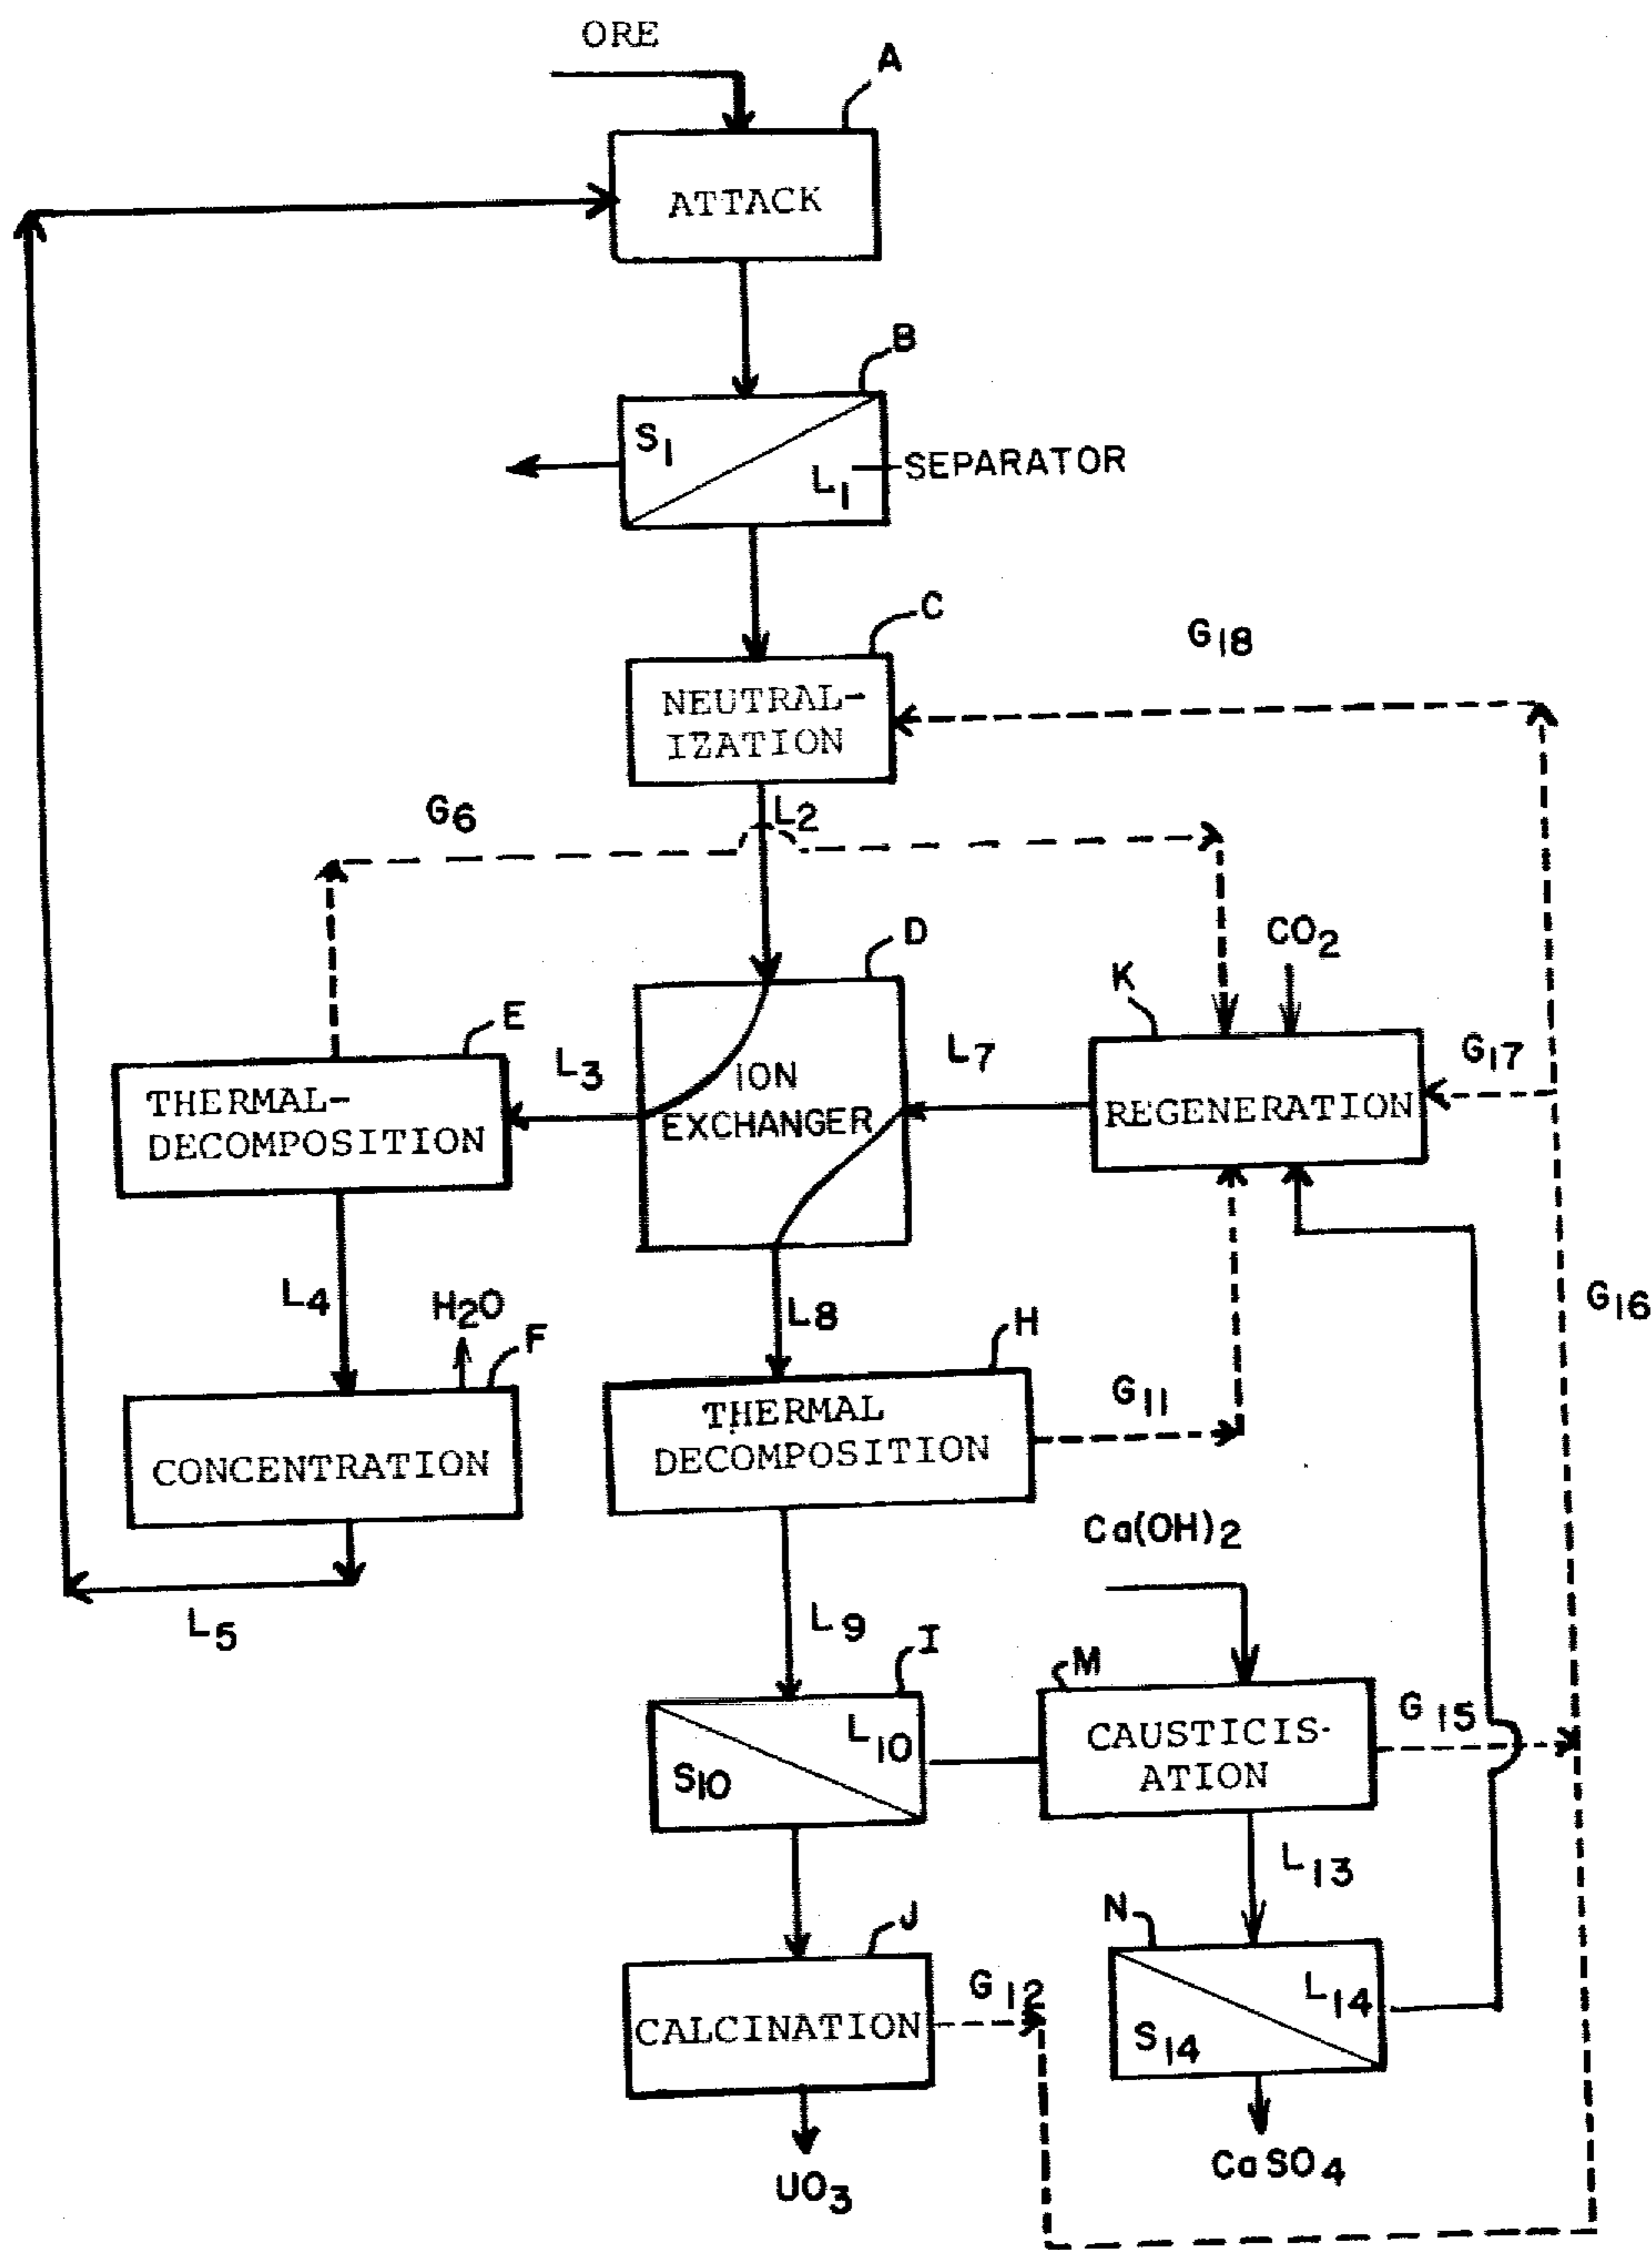 ORE
A
ATTACK
B
S1
L1
SEPARATOR
C
G18
NEUTRAL-
IZATION
G6
L2
D
CO2
K
E
L3
L7
G17
ION
EXCHANGER
THERMAL-
DECOMPOSITION
REGENERATION
L4
H2O
F
L8
H
G16
G11
THERMAL
DECOMPOSITION
CONCENTRATION
Ca(OH)2
L5
L9
I
M
G15
L10
S10
CAUSTICIS-
ATION
L13
N
J
G12
L14
S14
CALCINATION
UO3
CaSO4